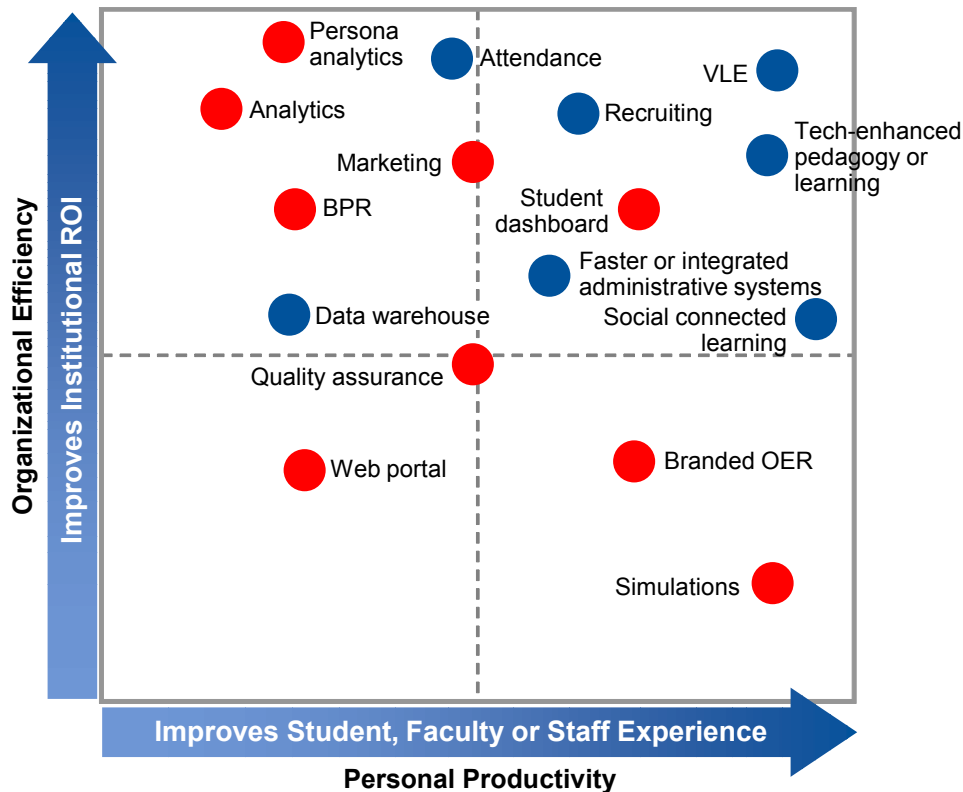 Persona
analytics
Attendance
VLE
Analytics
Recruiting
Tech-enhanced
pedagogy or
learning
Marketing
BPR
Student
dashboard
Faster or integrated
administrative systems
Data warehouse
Social connected
learning
Quality assurance
Web portal
Branded OER
Simulations
Organizational Efficiency
Improves Institutional ROI
Improves Student, Faculty or Staff Experience
Personal Productivity